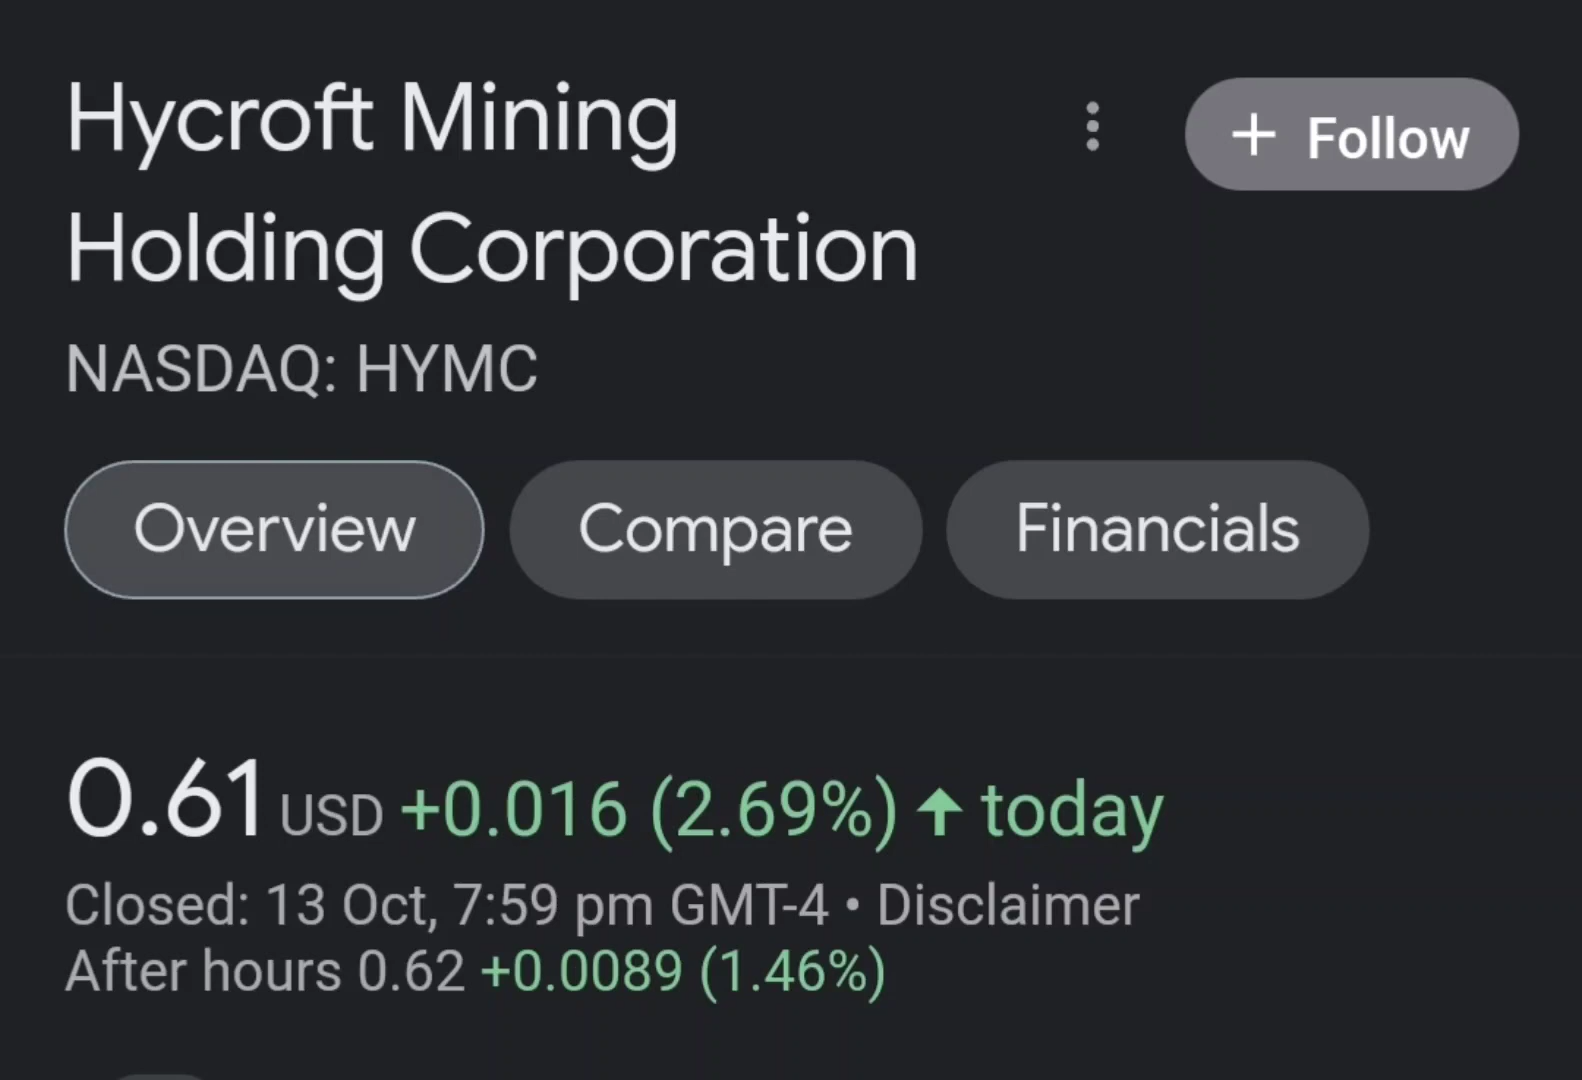 Hycroft Mining
Holding Corporation
+ Follow
NASDAQ: HYMC
Overview
Compare
Financials
0.61 USD +0.016 (2.69%) ↑ today
Closed: 13 Oct, 7:59 pm GMT-4 • Disclaimer
After hours 0.62 +0.0089 (1.46%)